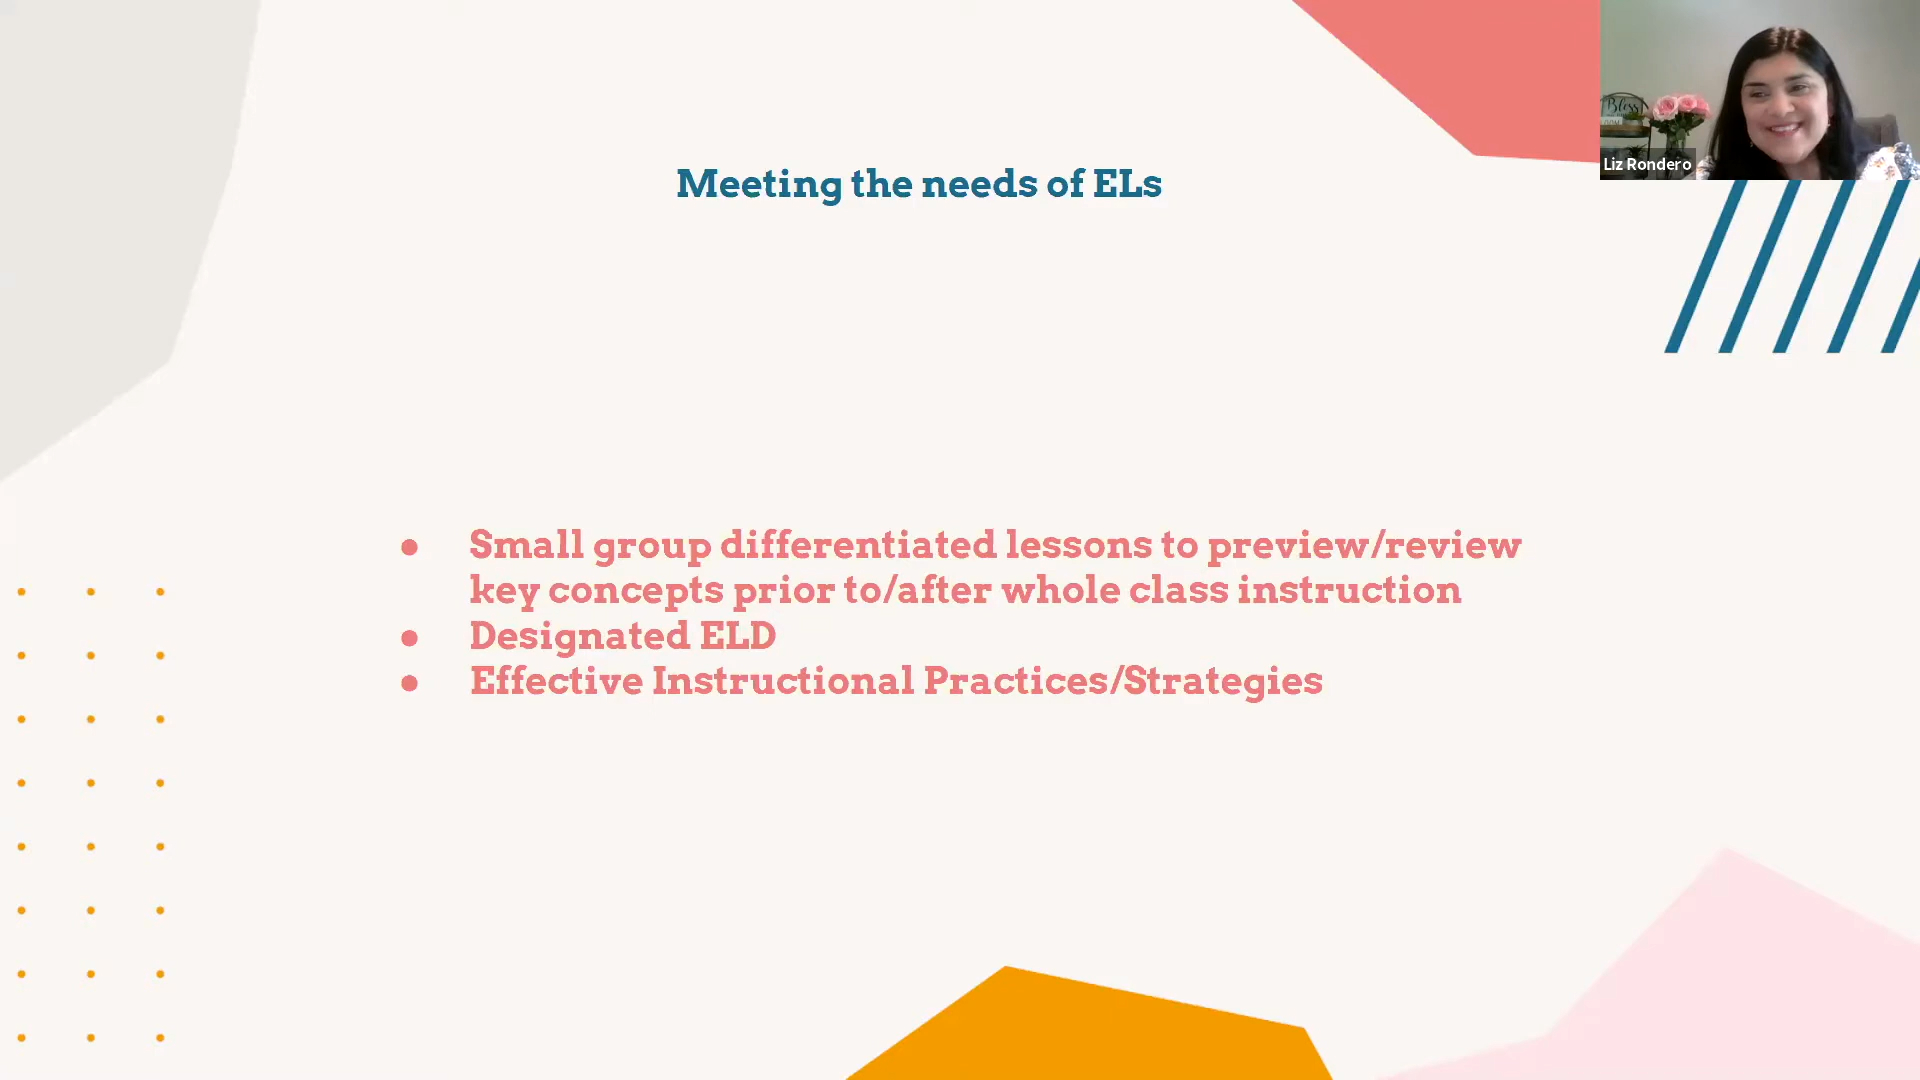 Meeting the needs of ELs
Bless
Liz Rondero
● Small group differentiated lessons to preview/review
key concepts prior to/after whole class instruction
● Designated ELD
● Effective Instructional Practices/Strategies